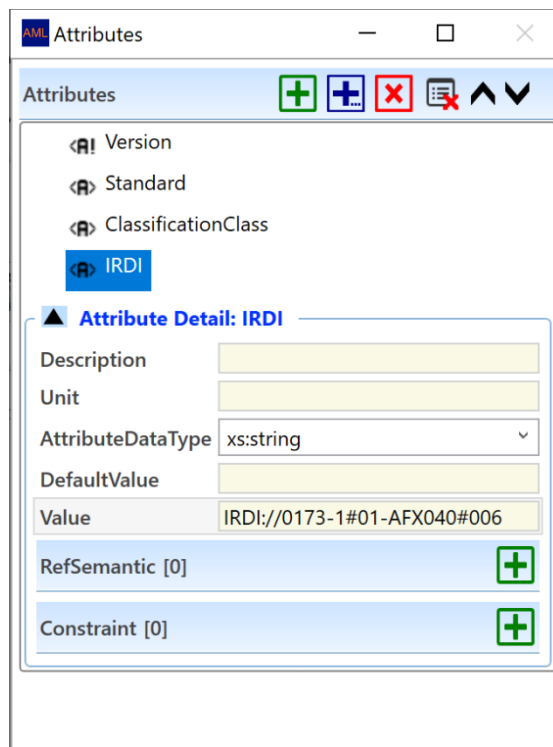 AML Attributes
Attributes
Version
Standard
ClassificationClass
IRDI
Attribute Detail: IRDI
Description
Unit
AttributeDataType xs:string
DefaultValue
Value IRDI://0173-1#01-AFX040#006
RefSemantic [0]
Constraint [0]